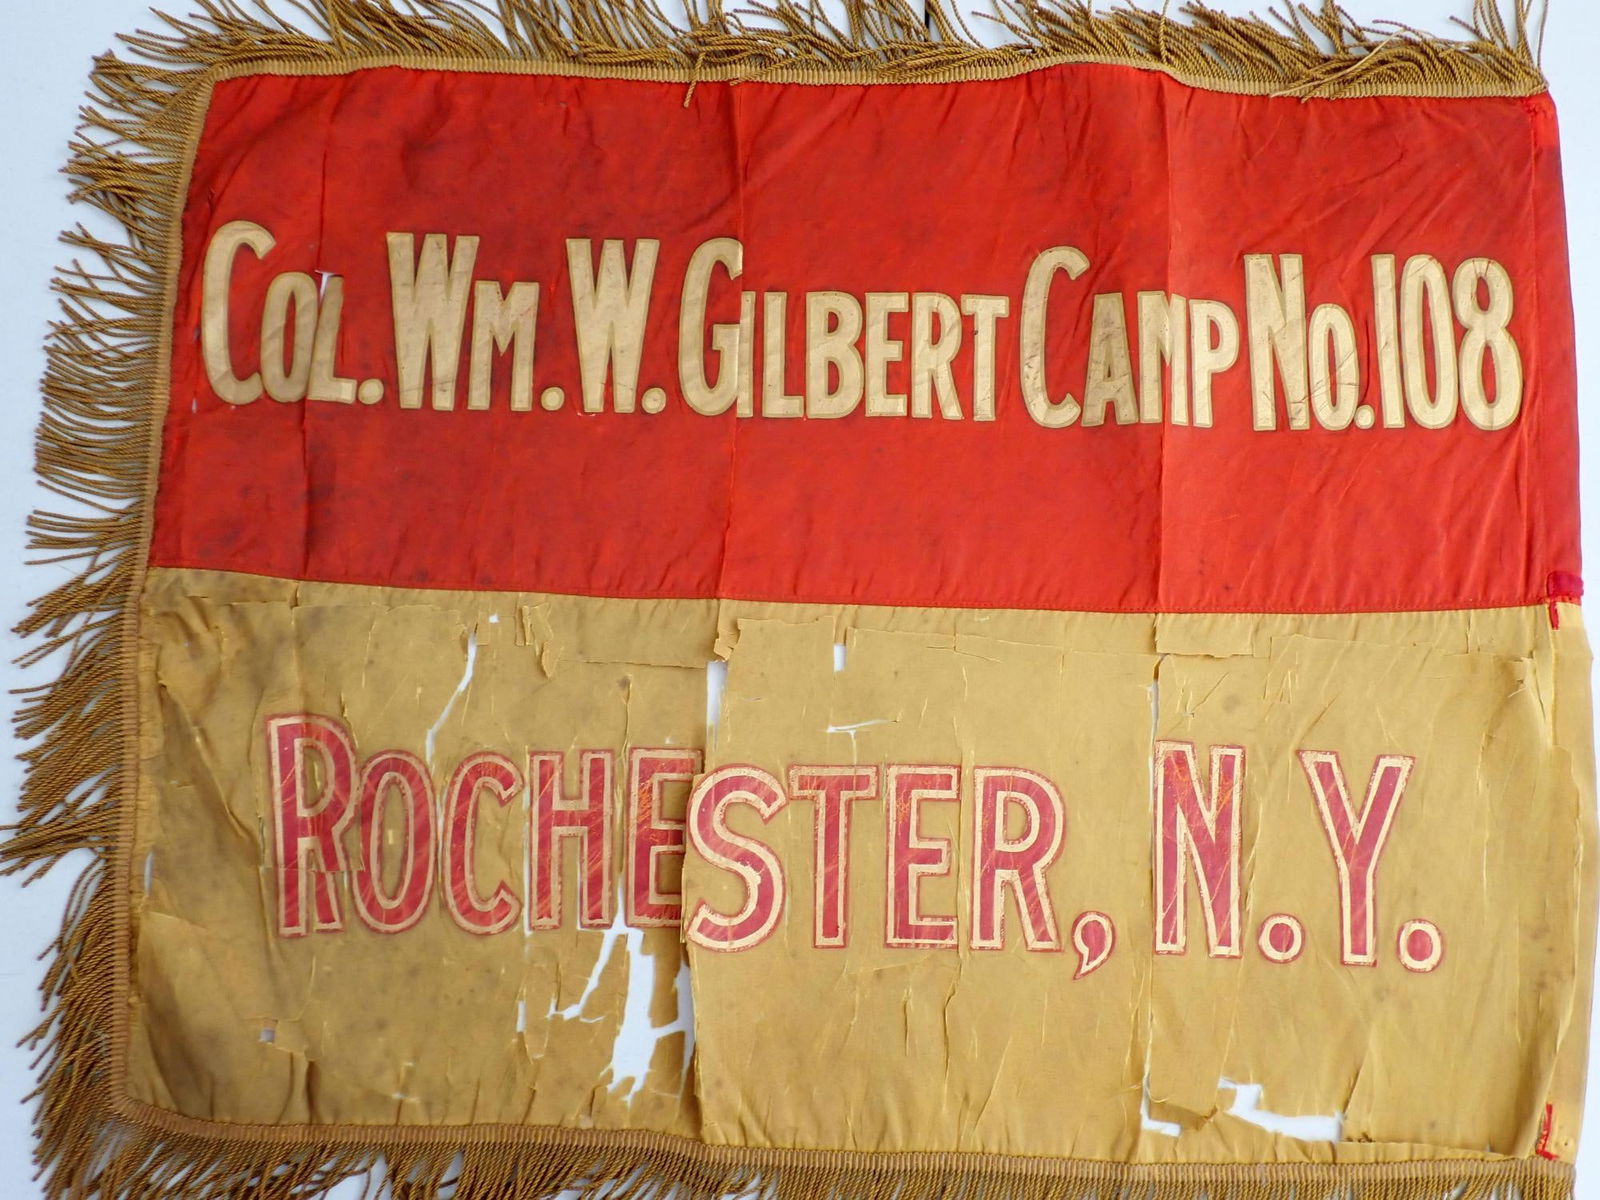 COL. WM. W. GILBERT CAMP NO. 108
ROCHESTER, N.Y.